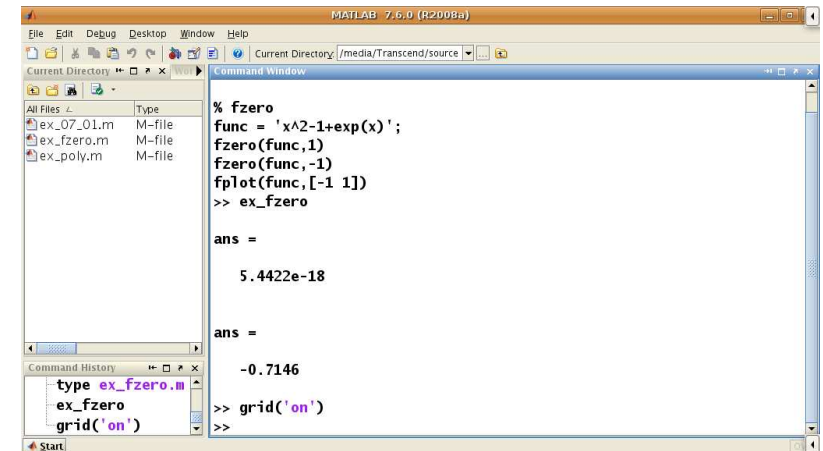 MATLAB 7.6.0 (R2008a)
File Edit Debug Desktop Window Help
Current Directory: /media/Transcend/source
Current Directory
Command Window
All Files Type
ex_07_01.m M-file
ex_fzero.m M-file
ex_poly.m M-file
% fzero
func = 'x^2-1+exp(x)';
fzero(func,1)
fzero(func,-1)
fplot(func,[-1 1])
>> ex_fzero
ans =
5.4422e-18
ans =
-0.7146
>> grid('on')
>>
Command History
type ex_fzero.m
ex_fzero
grid('on')
Start